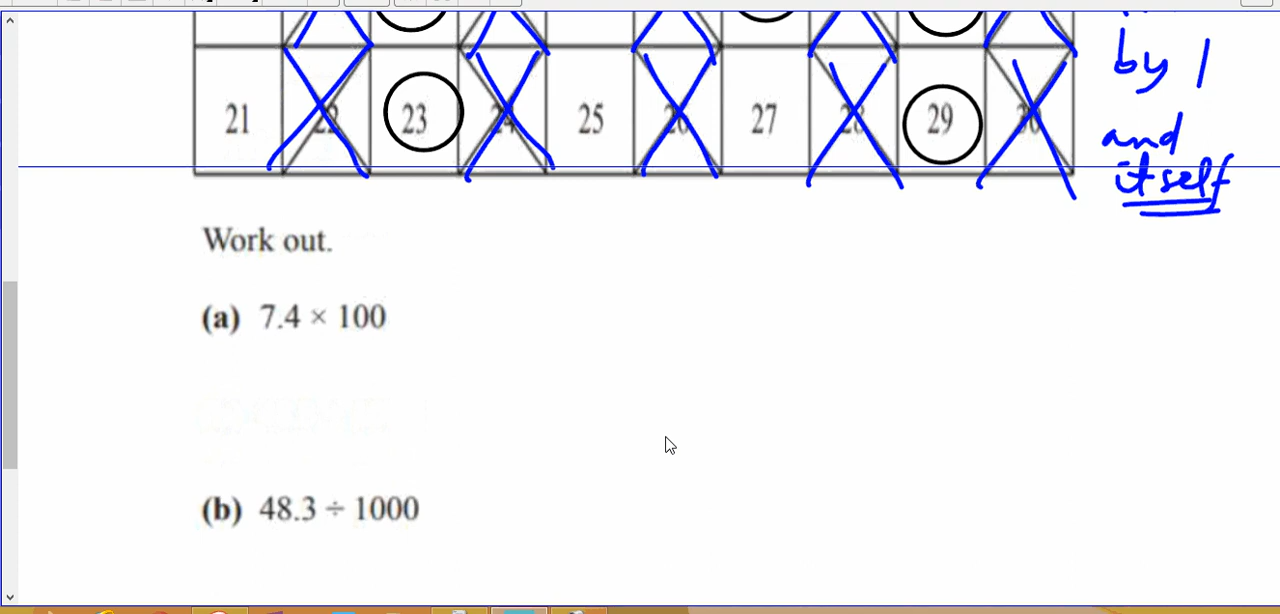 by 1
21 22 23 24 25 26 27 28 29 30
and
itself
Work out.
(a) 7.4 × 100
(b) 48.3 ÷ 1000